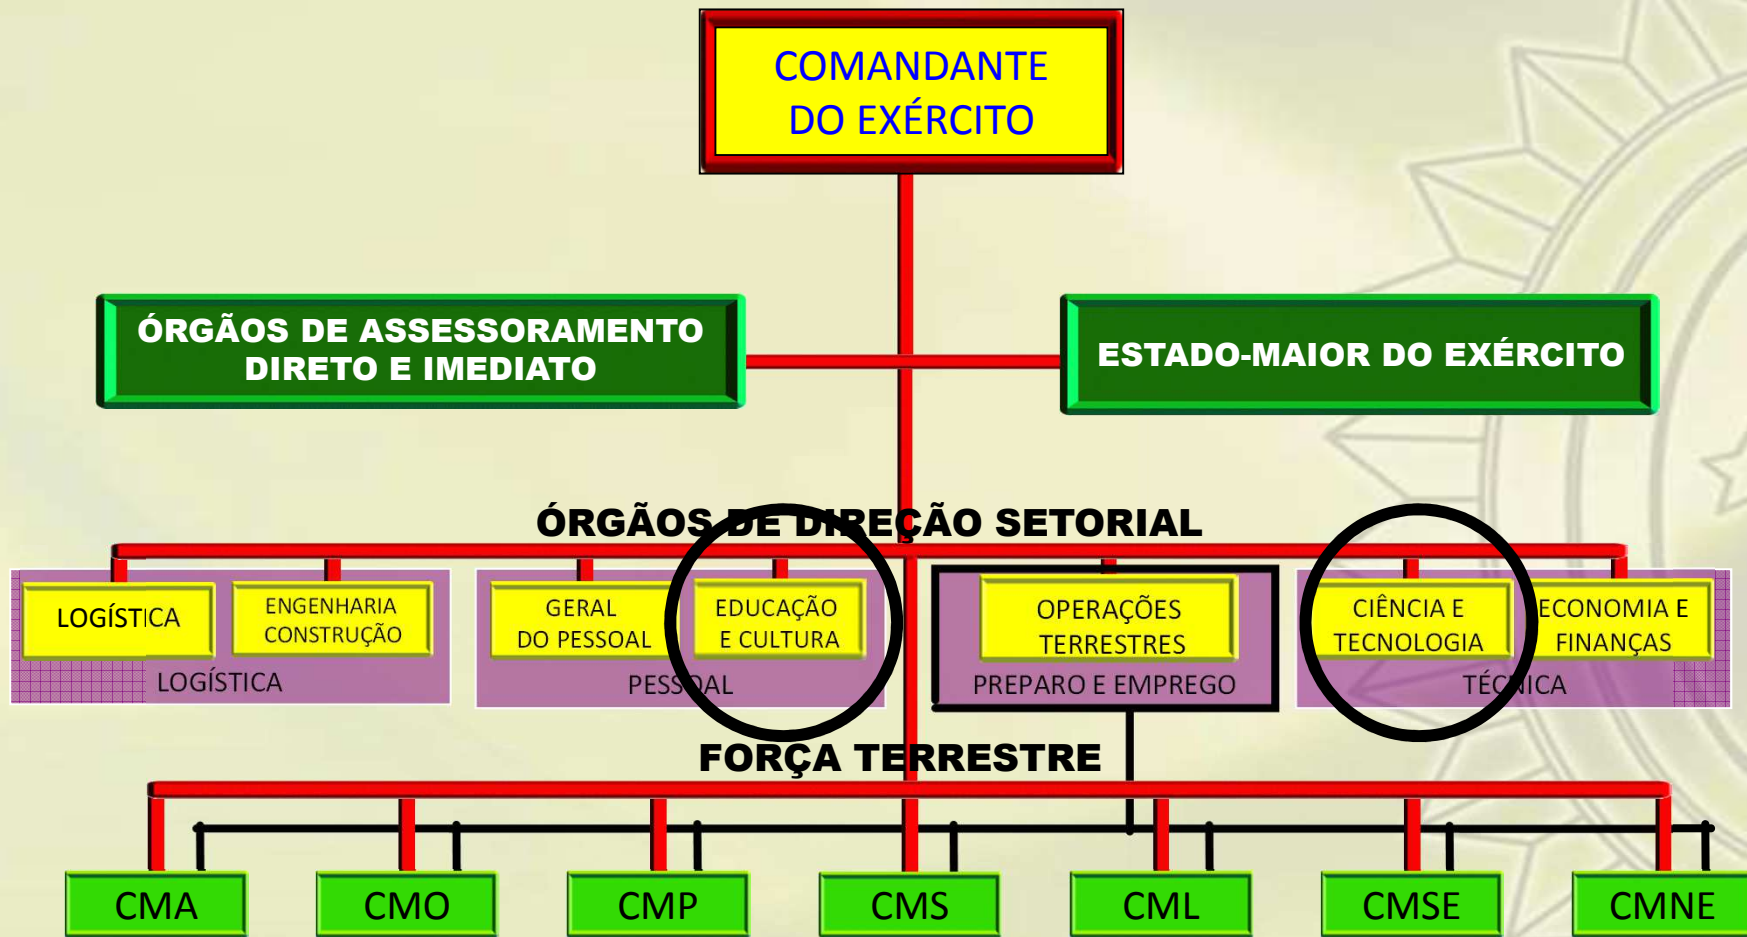 COMANDANTE
DO EXÉRCITO
ÓRGÃOS DE ASSESSORAMENTO
DIRETO E IMEDIATO
ESTADO-MAIOR DO EXÉRCITO
ÓRGÃOS DE DIREÇÃO SETORIAL
LOGÍSTICA
ENGENHARIA
CONSTRUÇÃO
LOGÍSTICA
GERAL
DO PESSOAL
EDUCAÇÃO
E CULTURA
PESSOAL
OPERAÇÕES
TERRESTRES
PREPARO E EMPREGO
CIÊNCIA E
TECNOLOGIA
ECONOMIA E
FINANÇAS
TÉCNICA
FORÇA TERRESTRE
CMA
CMO
CMP
CMS
CML
CMSE
CMNE